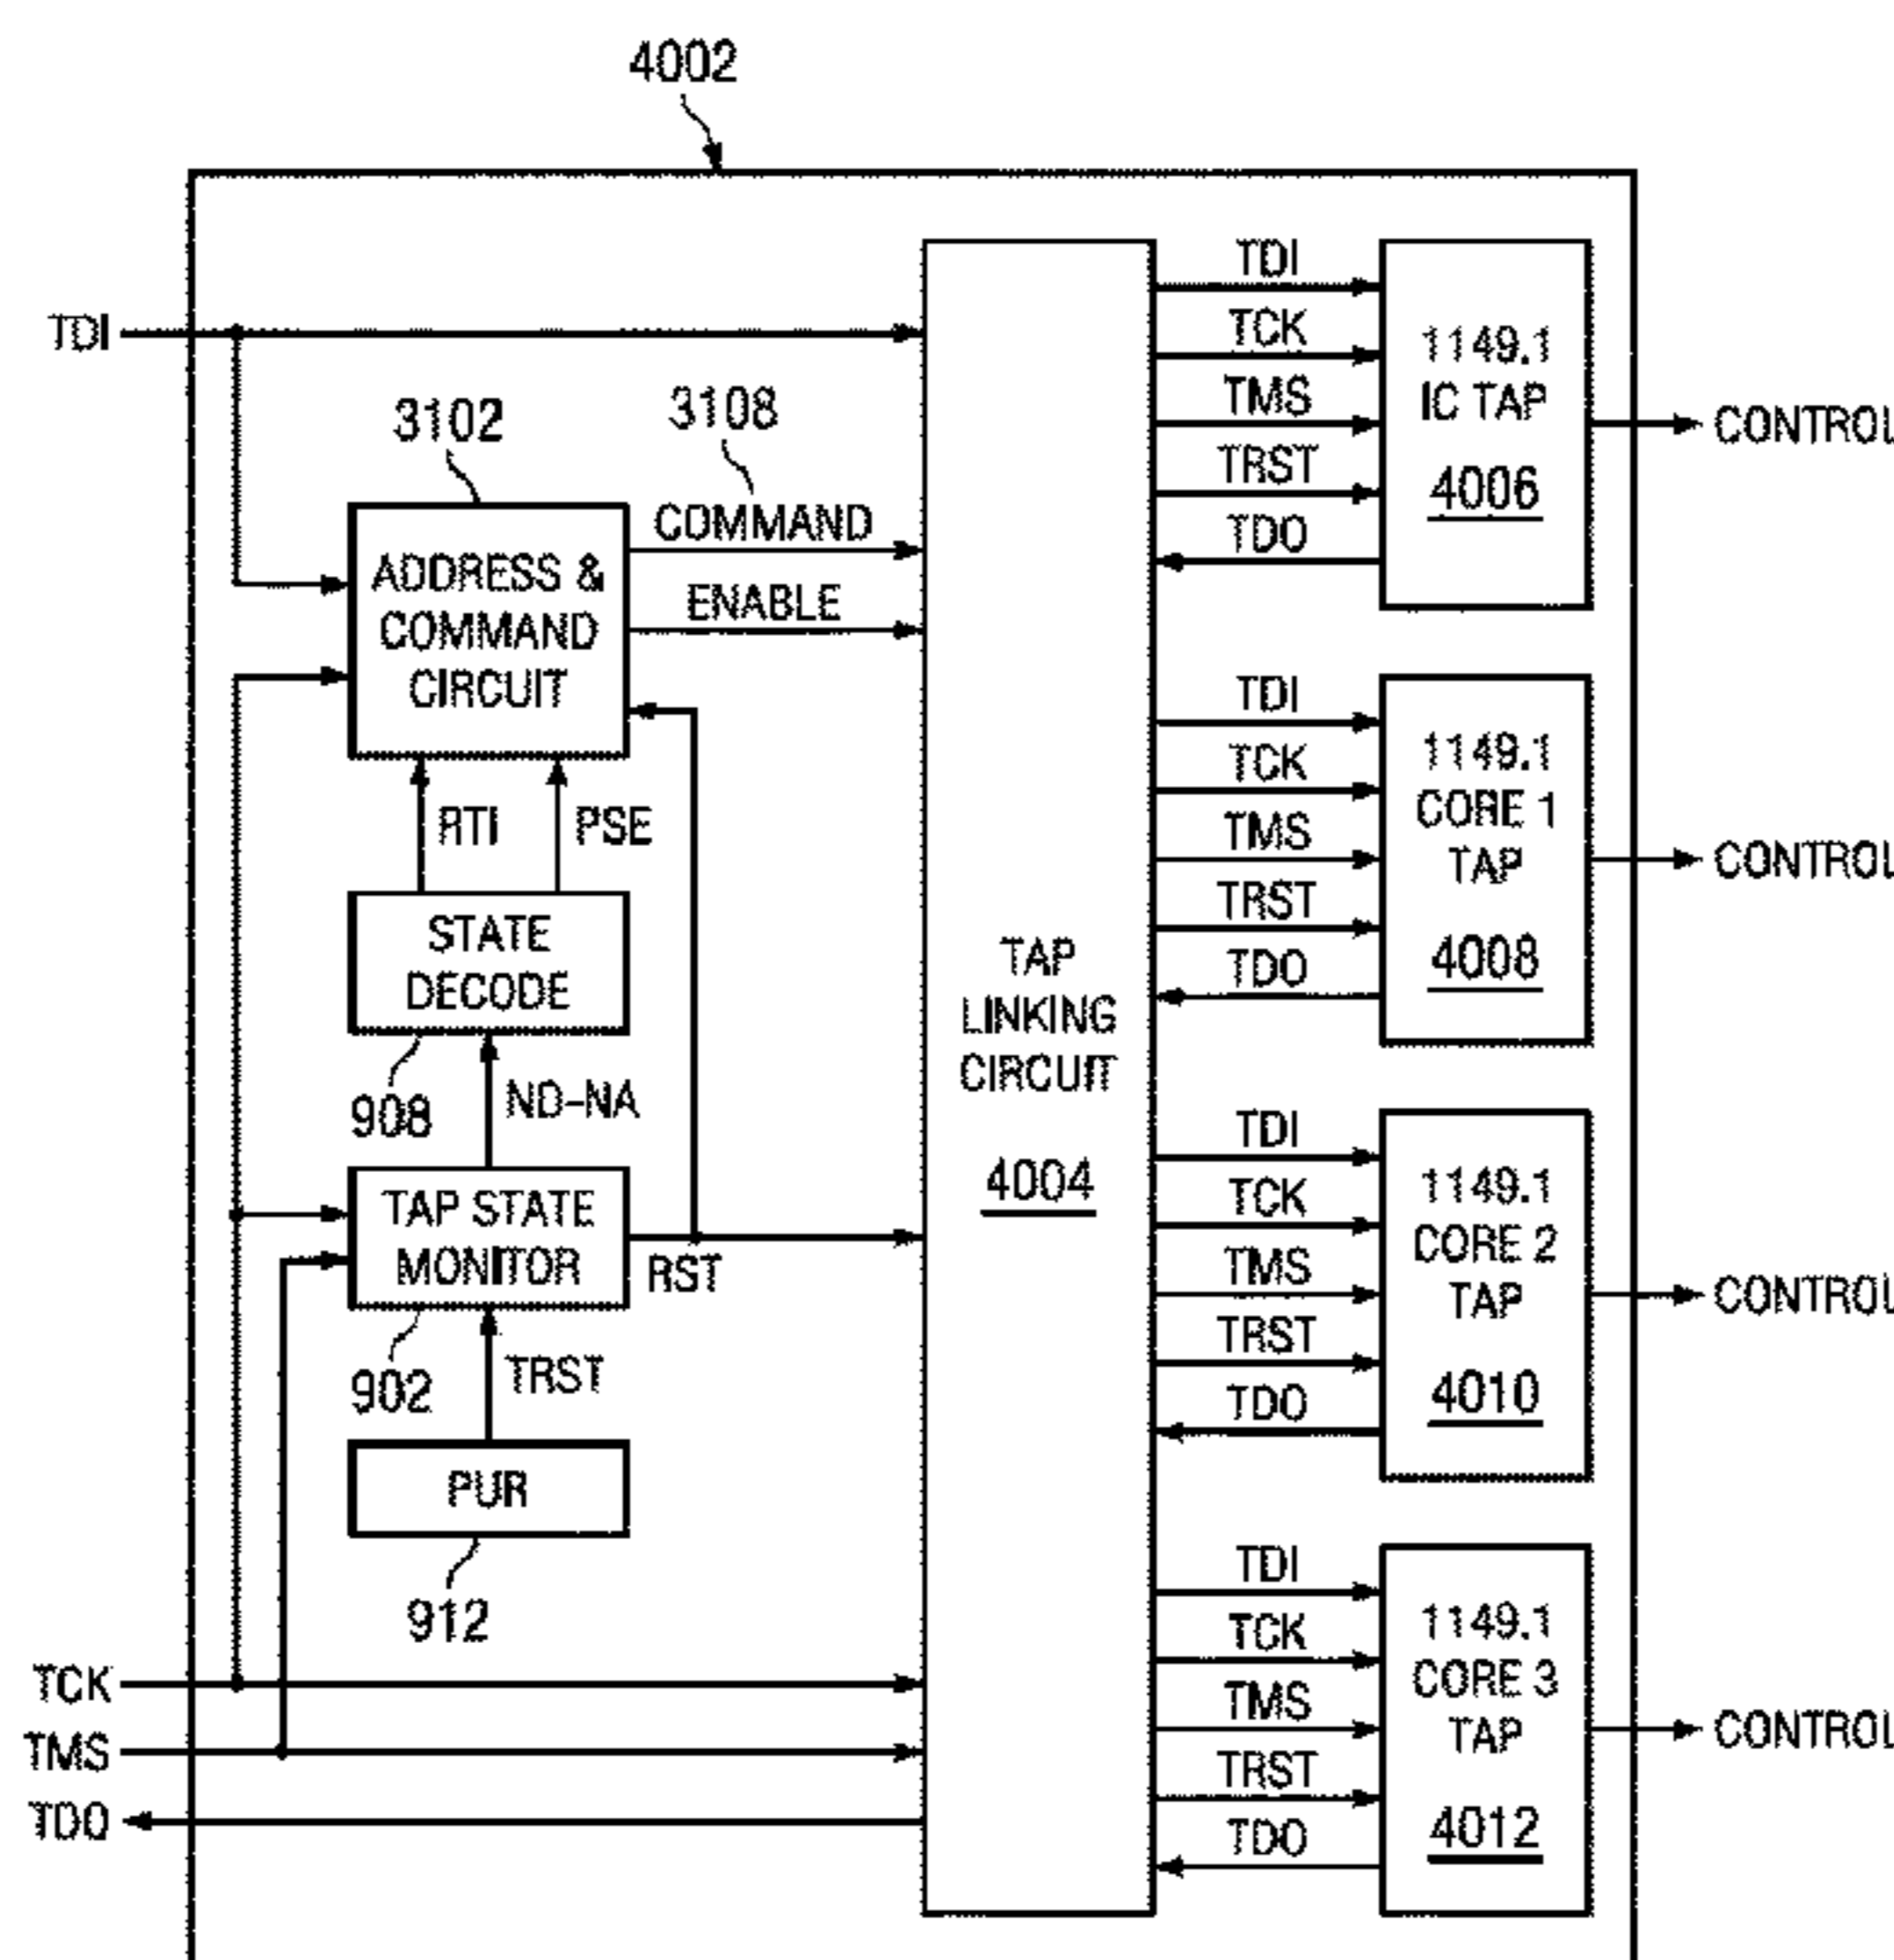 4002
TDI
3102
3108
ADDRESS &
COMMAND
CIRCUIT
COMMAND
ENABLE
RTI
PSE
STATE
DECODE
908
ND-NA
TAP STATE
MONITOR
RST
902
TRST
PUR
912
TCK
TMS
TDO
TAP
LINKING
CIRCUIT
4004
TDI
TCK
TMS
TRST
TDO
1149.1
IC TAP
4006
CONTROL
TDI
TCK
TMS
TRST
TDO
1149.1
CORE 1
TAP
4008
CONTROL
TDI
TCK
TMS
TRST
TDO
1149.1
CORE 2
TAP
4010
CONTROL
TDI
TCK
TMS
TRST
TDO
1149.1
CORE 3
TAP
4012
CONTROL